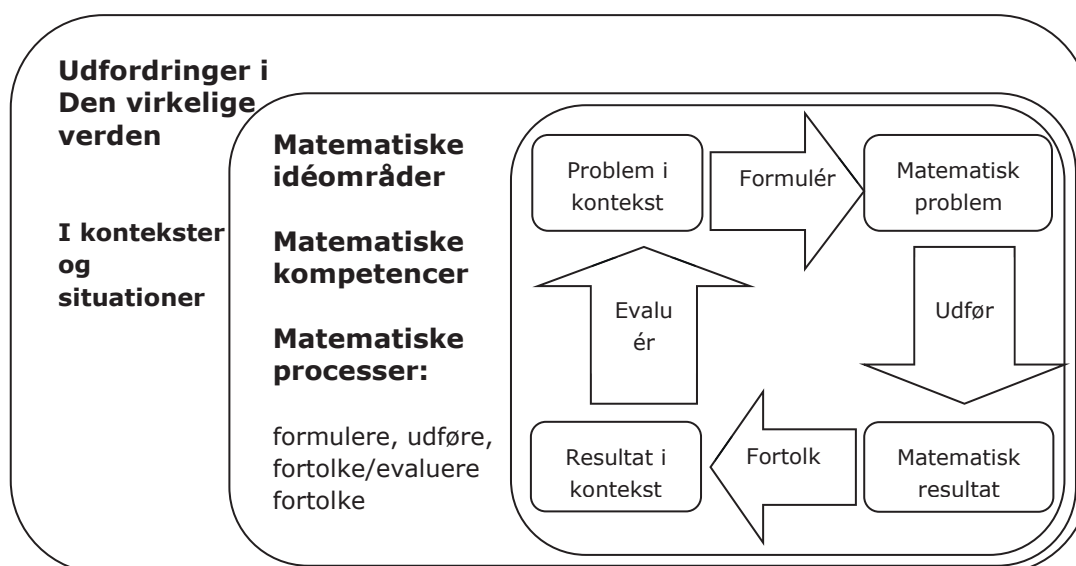 Udfordringer i
Den virkelige
verden
I kontekster
og
situationer
Matematiske
idéområder
Matematiske
kompetencer
Matematiske
processer:
formulere, udføre,
fortolke/evaluere
fortolke
Problem i
kontekst
Formulér
Matematisk
problem
Udfør
Matematisk
resultat
Fortolk
Resultat i
kontekst
Evalu
ér